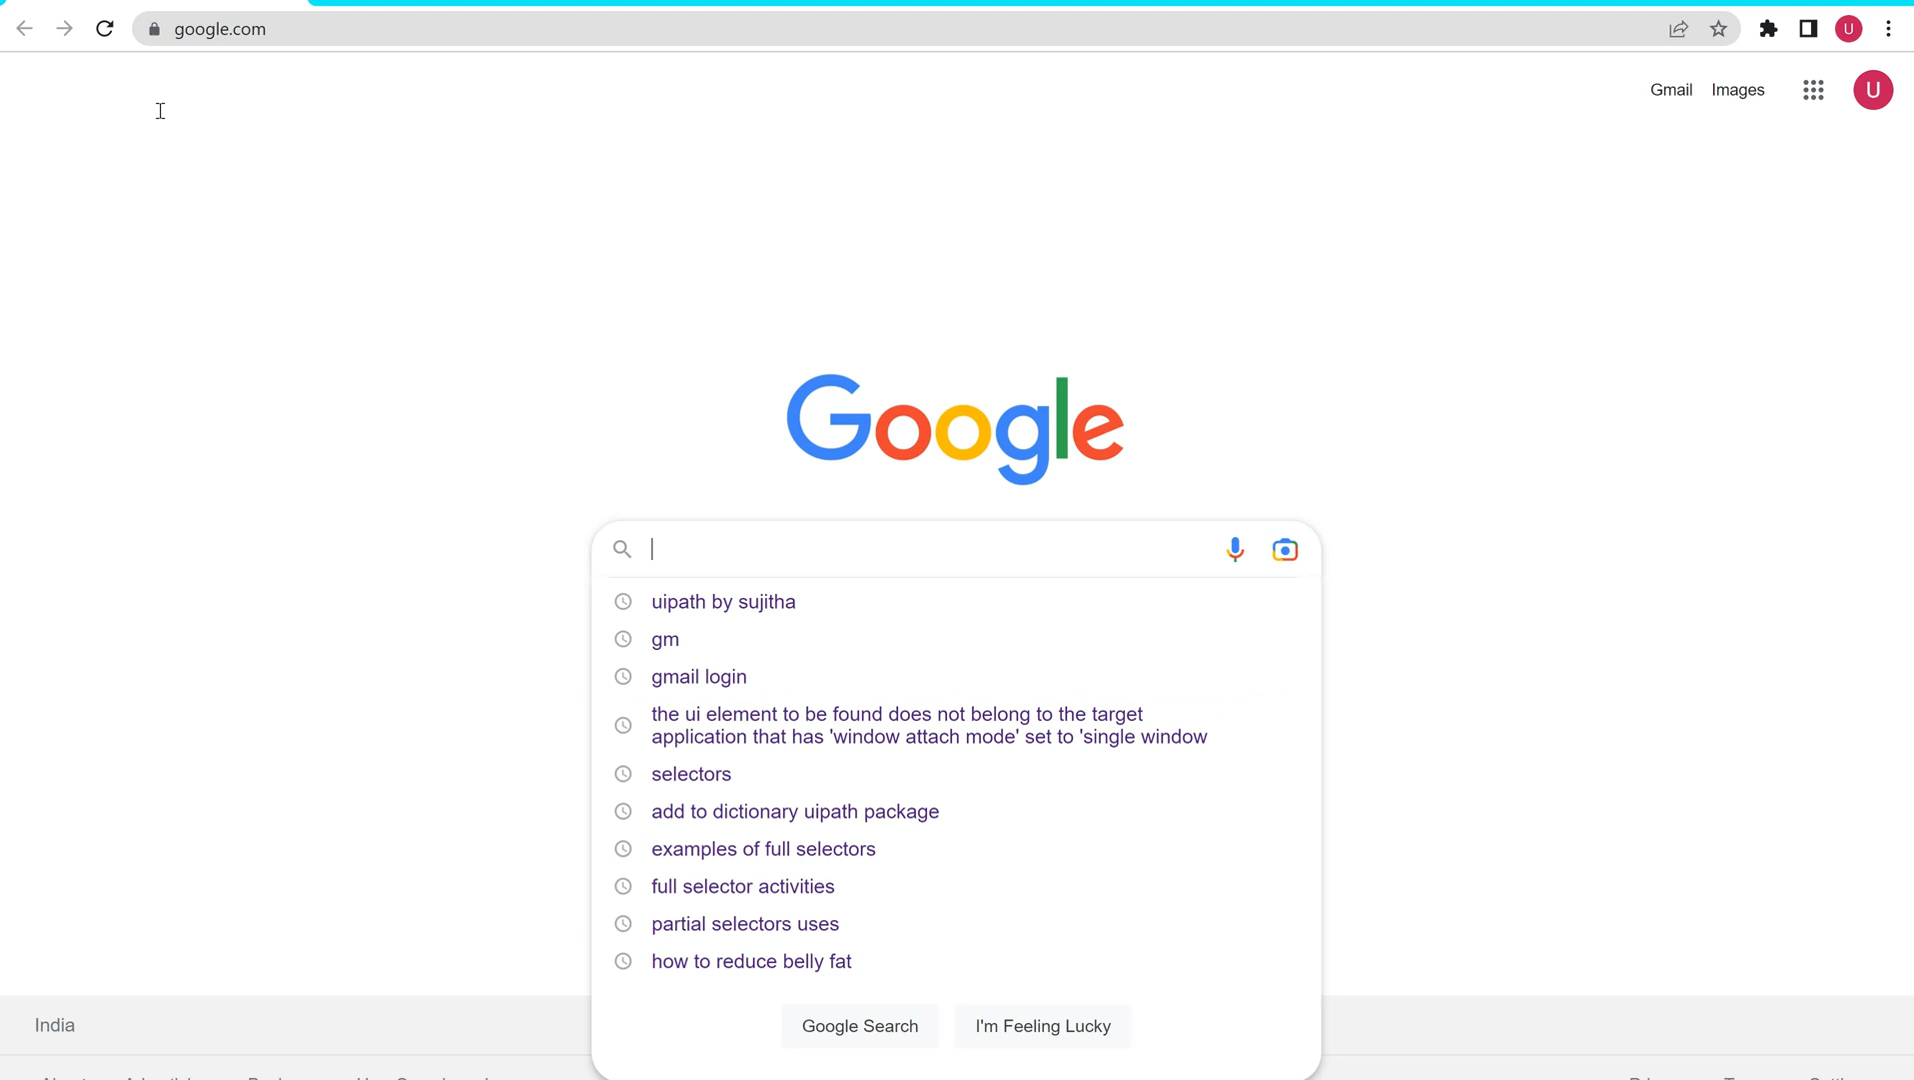 google.com
U
Gmail
Images
U
Google
uipath by sujitha
gm
gmail login
the ui element to be found does not belong to the target
application that has 'window attach mode' set to 'single window
selectors
add to dictionary uipath package
examples of full selectors
full selector activities
partial selectors uses
how to reduce belly fat
Google Search
I'm Feeling Lucky
India